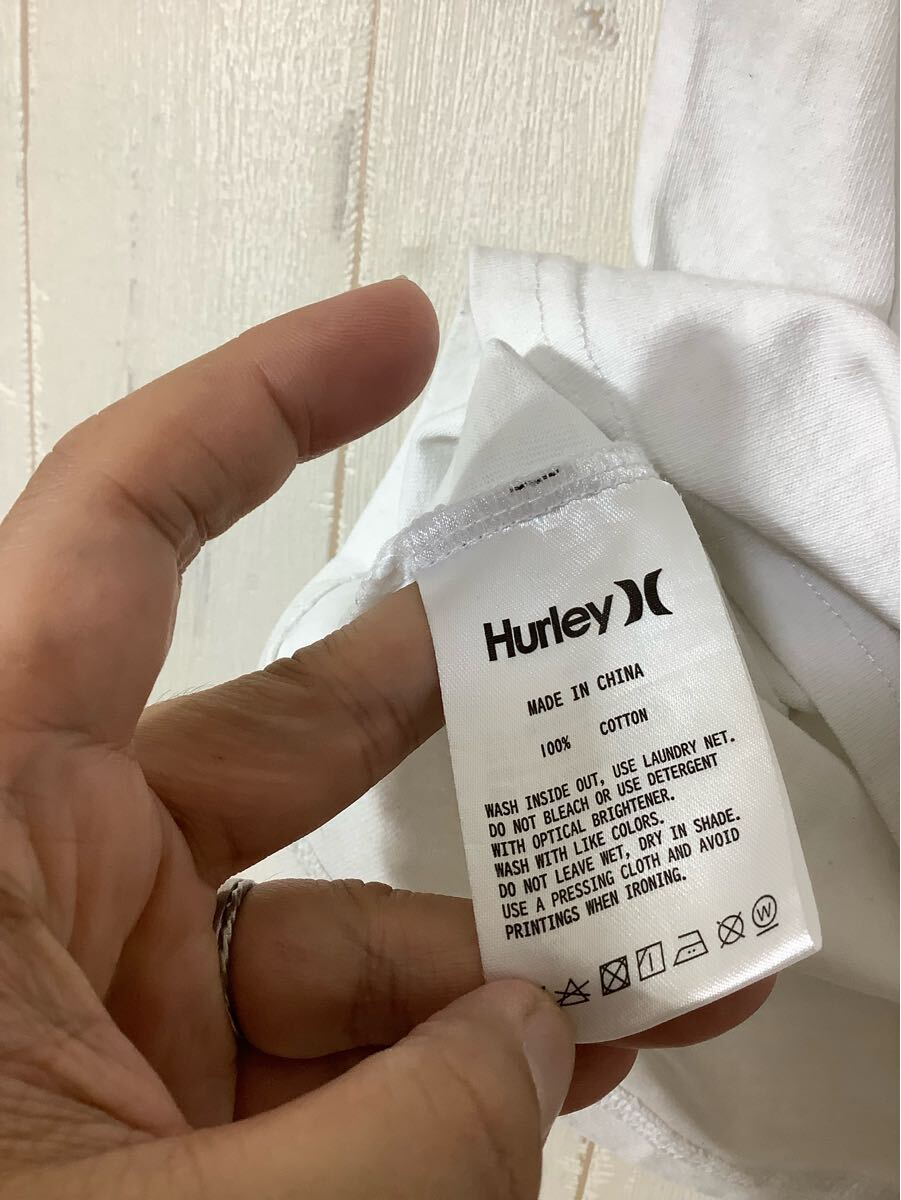 Hurley
MADE IN CHINA
100% COTTON
WASH INSIDE OUT, USE LAUNDRY NET.
DO NOT BLEACH OR USE DETERGENT
WITH OPTICAL BRIGHTENER.
WASH WITH LIKE COLORS.
DO NOT LEAVE WET, DRY IN SHADE.
USE A PRESSING CLOTH AND AVOID
PRINTINGS WHEN IRONING.
W